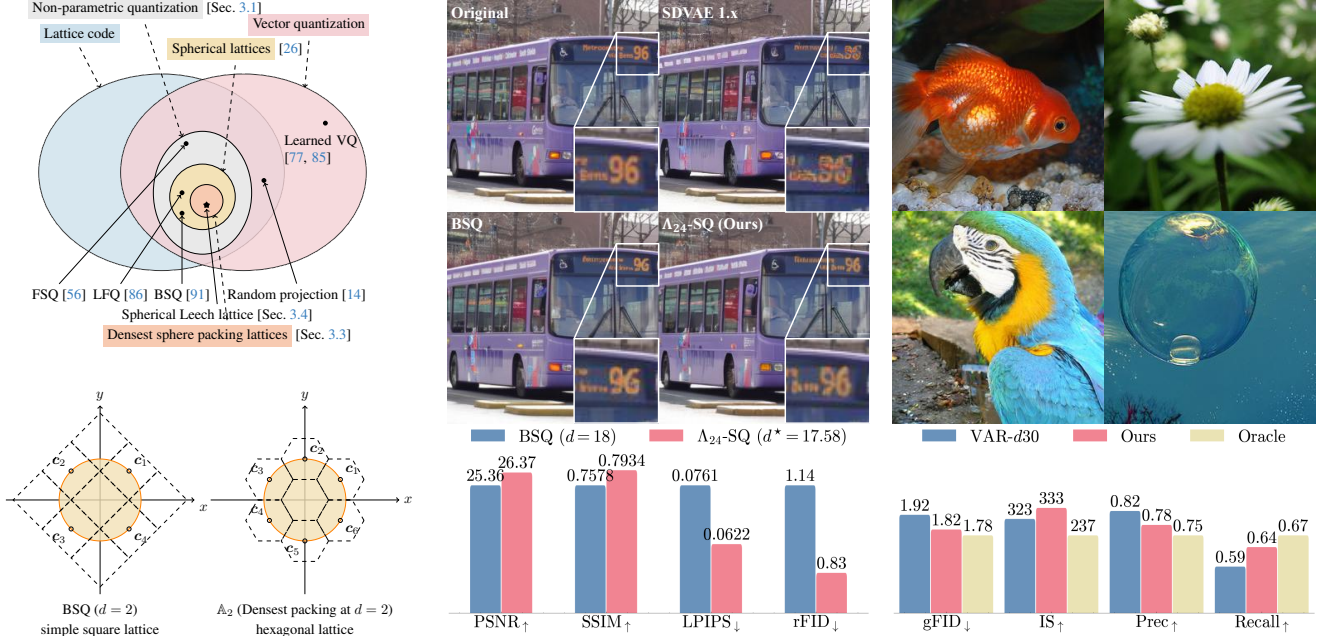 Non-parametric quantization [Sec. 3.1]
Lattice code
Vector quantization
Spherical lattices [26]
Learned VQ
[77, 85]
FSQ [56] LFQ [86] BSQ [91] Random projection [14]
Spherical Leech lattice [Sec. 3.4]
Densest sphere packing lattices [Sec. 3.3]
y
x
c₂
c₁
c₃
c₄
BSQ (d = 2)
simple square lattice
y
x
c₂
c₃
c₁
c₄
c₆
c₅
𝔸₂ (Densest packing at d = 2)
hexagonal lattice
Original
96
96
SDVAE 1.x
96
96
BSQ
96
96
Λ₂₄-SQ (Ours)
96
96
BSQ (d = 18)
Λ₂₄-SQ (d⋆ = 17.58)
25.36
26.37
0.7578
0.7934
0.0761
0.0622
1.14
0.83
PSNR↑
SSIM↑
LPIPS↓
rFID↓
VAR-d30
Ours
Oracle
1.92
1.82
1.78
323
333
237
0.82
0.78
0.75
0.59
0.64
0.67
gFID↓
IS↑
Prec↑
Recall↑